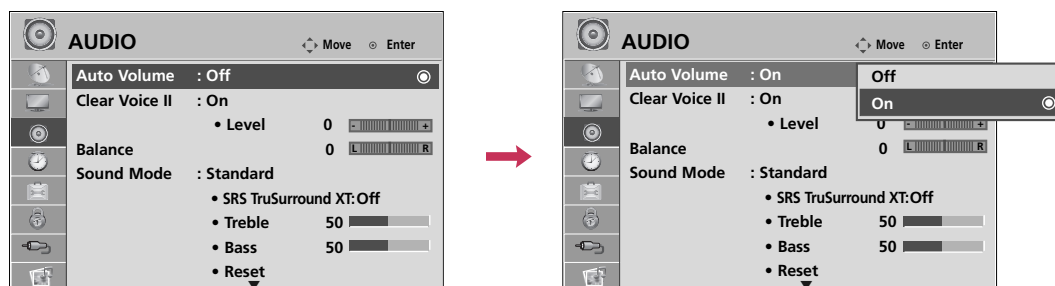 AUDIO
Move Enter
Auto Volume : Off
Clear Voice II : On
• Level 0 - +
Balance 0 L R
Sound Mode : Standard
• SRS TruSurround XT:Off
• Treble 50
• Bass 50
• Reset
AUDIO
Move Enter
Auto Volume : On
Off
Clear Voice II : On
On
• Level 0 - +
Balance 0 L R
Sound Mode : Standard
• SRS TruSurround XT:Off
• Treble 50
• Bass 50
• Reset